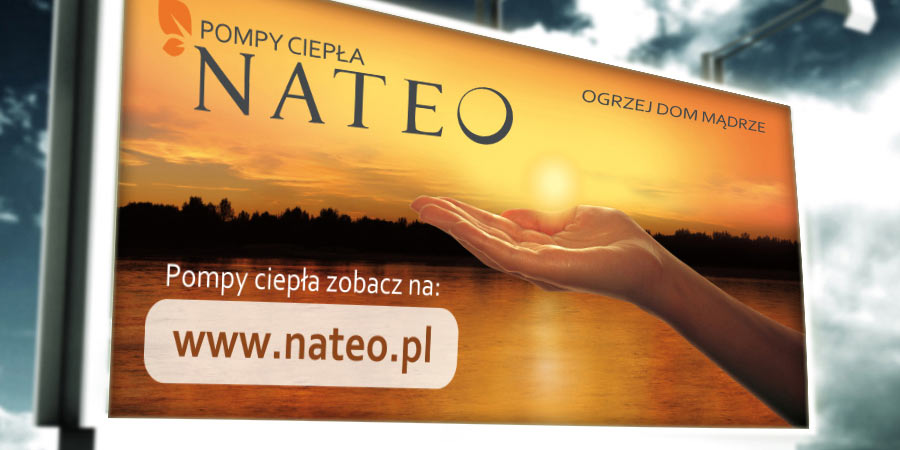 POMPY CIEPŁA
NATEO
OGRZEJ DOM MĄDRZE
Pompy ciepła zobacz na:
www.nateo.pl